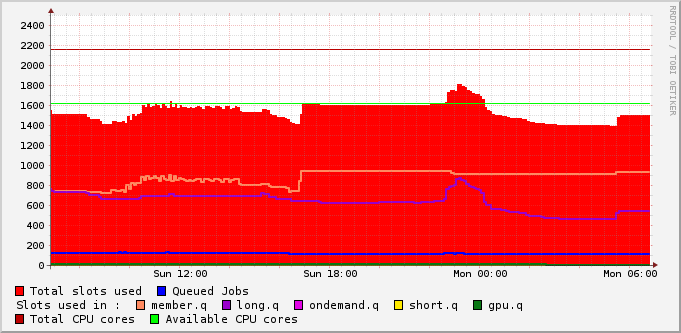 2400
2200
2000
1800
1600
1400
1200
1000
800
600
400
200
0
Sun 12:00 Sun 18:00 Mon 00:00 Mon 06:00
Total slots used Queued Jobs
Slots used in : member.q long.q ondemand.q short.q gpu.q
Total CPU cores Available CPU cores
RRDTOOL / TOBI OETIKER